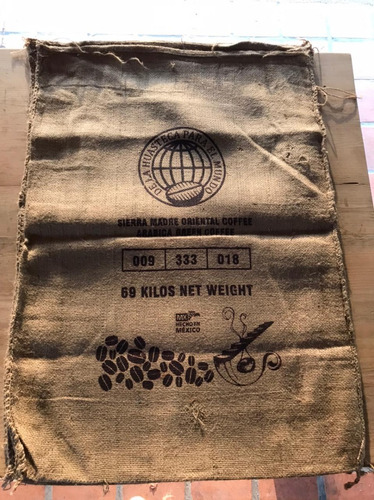 DE LA HUASTECA PARA EL MUNDO
SIERRA MADRE ORIENTAL COFFEE
ARABICA GREEN COFFEE
009 333 018
69 KILOS NET WEIGHT
MX
HECHO EN
MÉXICO